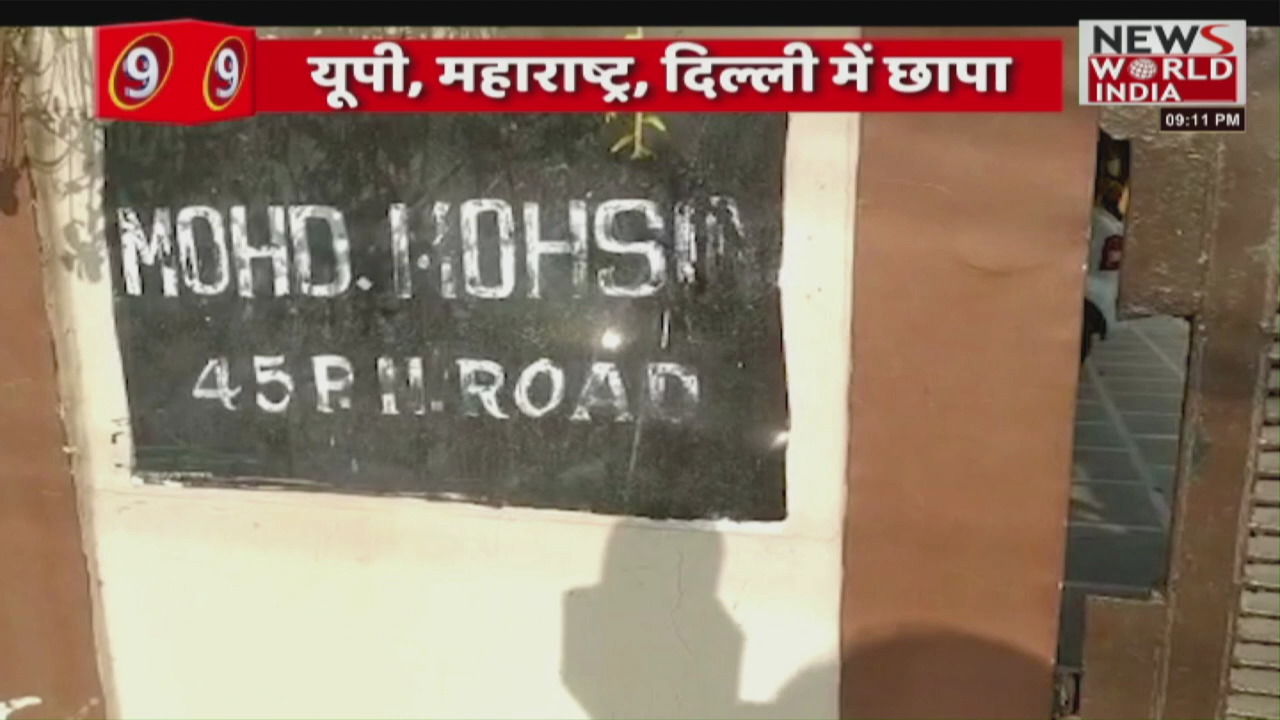 9 9 यूपी, महाराष्ट्र, दिल्ली में छापा
NEWS
WORLD
INDIA
09:11 PM
MOHD. MOHSIN
45 P. H. ROAD